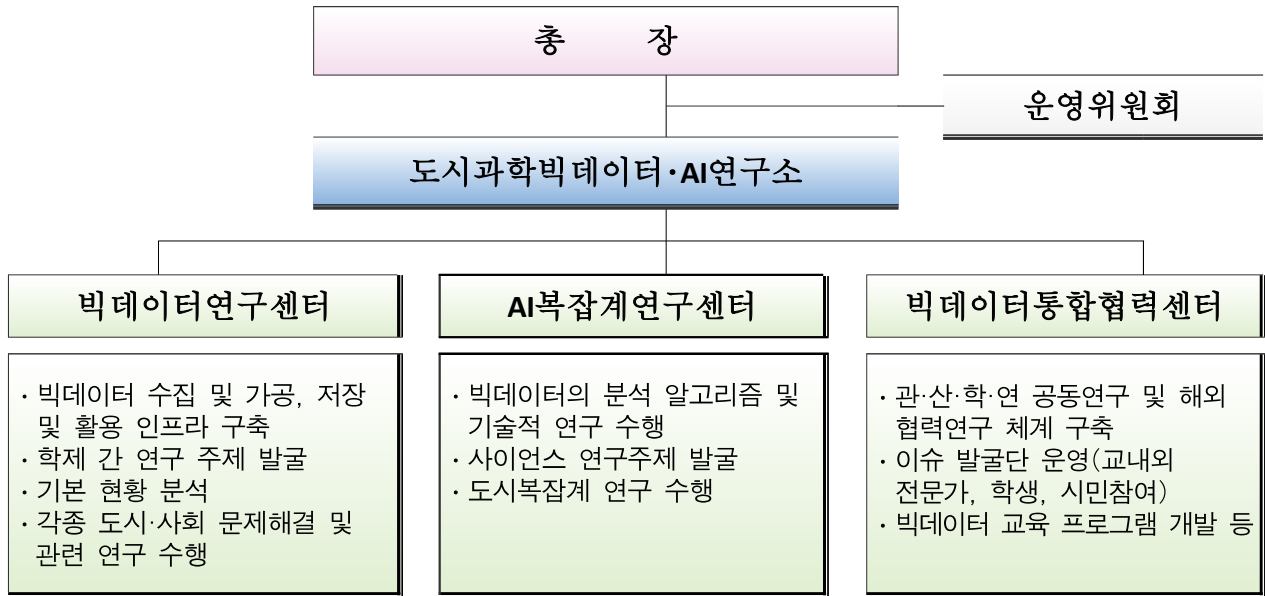 총 장
운영위원회
도시과학빅데이터·AI연구소
빅데이터연구센터
· 빅데이터 수집 및 가공, 저장
및 활용 인프라 구축
· 학제 간 연구 주제 발굴
· 기본 현황 분석
· 각종 도시·사회 문제해결 및
관련 연구 수행
AI복잡계연구센터
· 빅데이터의 분석 알고리즘 및
기술적 연구 수행
· 사이언스 연구주제 발굴
· 도시복잡계 연구 수행
빅데이터통합협력센터
· 관·산·학·연 공동연구 및 해외
협력연구 체계 구축
· 이슈 발굴단 운영(교내외
전문가, 학생, 시민참여)
· 빅데이터 교육 프로그램 개발 등